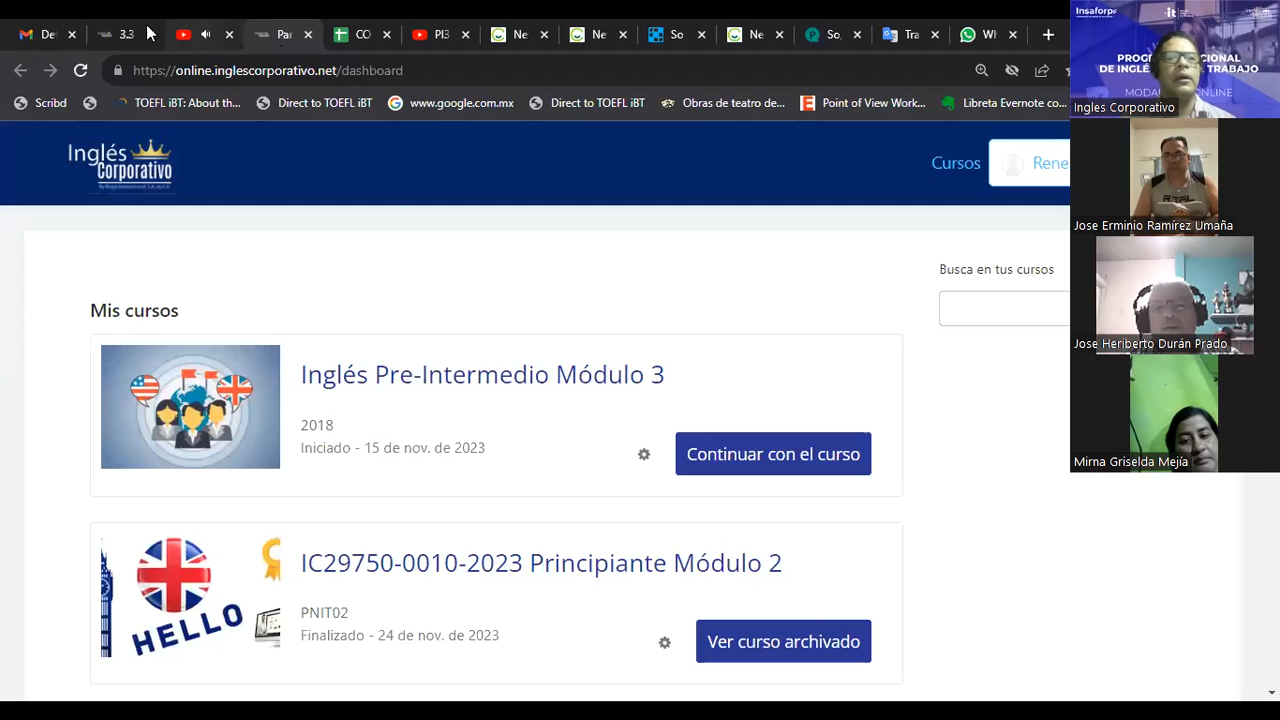 De
3.3
Par
CC
PI3
Ne
Ne
So
Ne
So_
Tra
Wh
https://online.inglescorporativo.net/dashboard
Scribd
TOEFL iBT: About th...
Direct to TOEFL iBT
www.google.com.mx
Direct to TOEFL iBT
Obras de teatro de...
Point of View Work...
Libreta Evernote co...
Inglés
Corporativo
Cursos
Rene
Busca en tus cursos
Mis cursos
Inglés Pre-Intermedio Módulo 3
2018
Iniciado - 15 de nov. de 2023
Continuar con el curso
HELLO
IC29750-0010-2023 Principiante Módulo 2
PNIT02
Finalizado - 24 de nov. de 2023
Ver curso archivado
Insaforp
it
Ingles Corporativo
Jose Erminio Ramírez Umaña
Jose Heriberto Durán Prado
Mirna Griselda Mejía